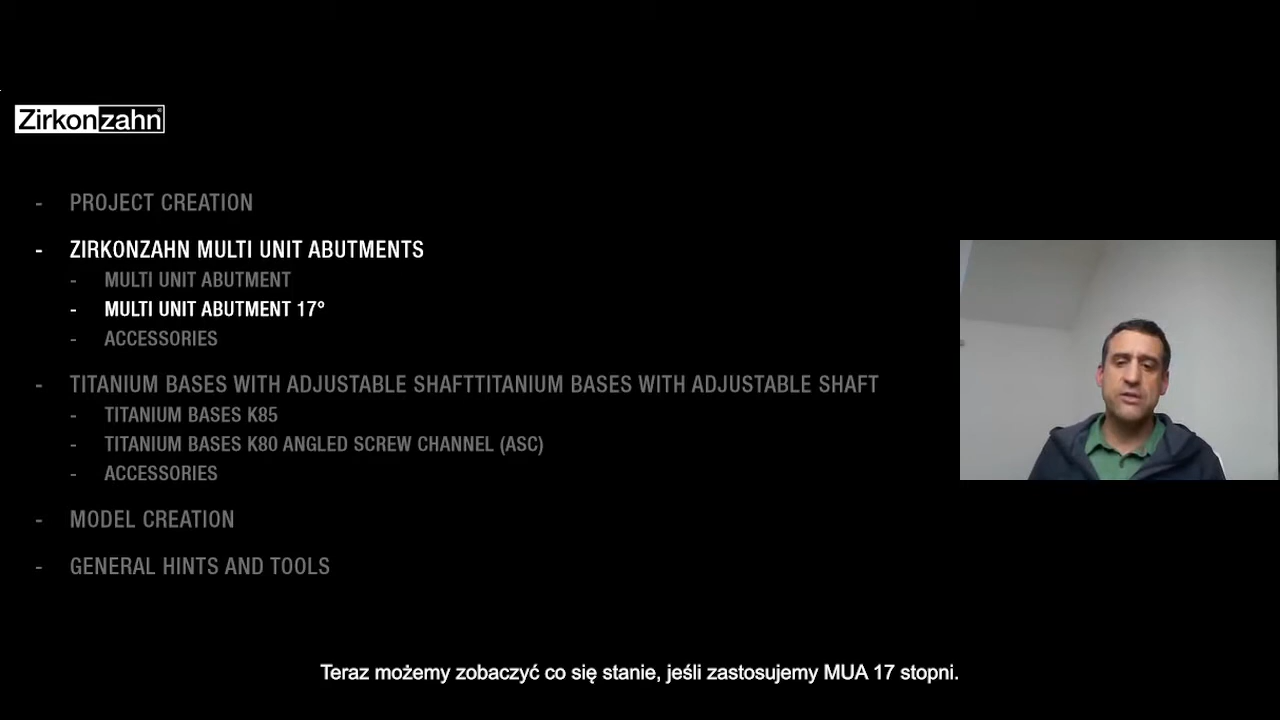 Zirkonzahn®
- PROJECT CREATION
- ZIRKONZAHN MULTI UNIT ABUTMENTS
- MULTI UNIT ABUTMENT
- MULTI UNIT ABUTMENT 17°
- ACCESSORIES
- TITANIUM BASES WITH ADJUSTABLE SHAFTTITANIUM BASES WITH ADJUSTABLE SHAFT
- TITANIUM BASES K85
- TITANIUM BASES K80 ANGLED SCREW CHANNEL (ASC)
- ACCESSORIES
- MODEL CREATION
- GENERAL HINTS AND TOOLS
Teraz możemy zobaczyć co się stanie, jeśli zastosujemy MUA 17 stopni.